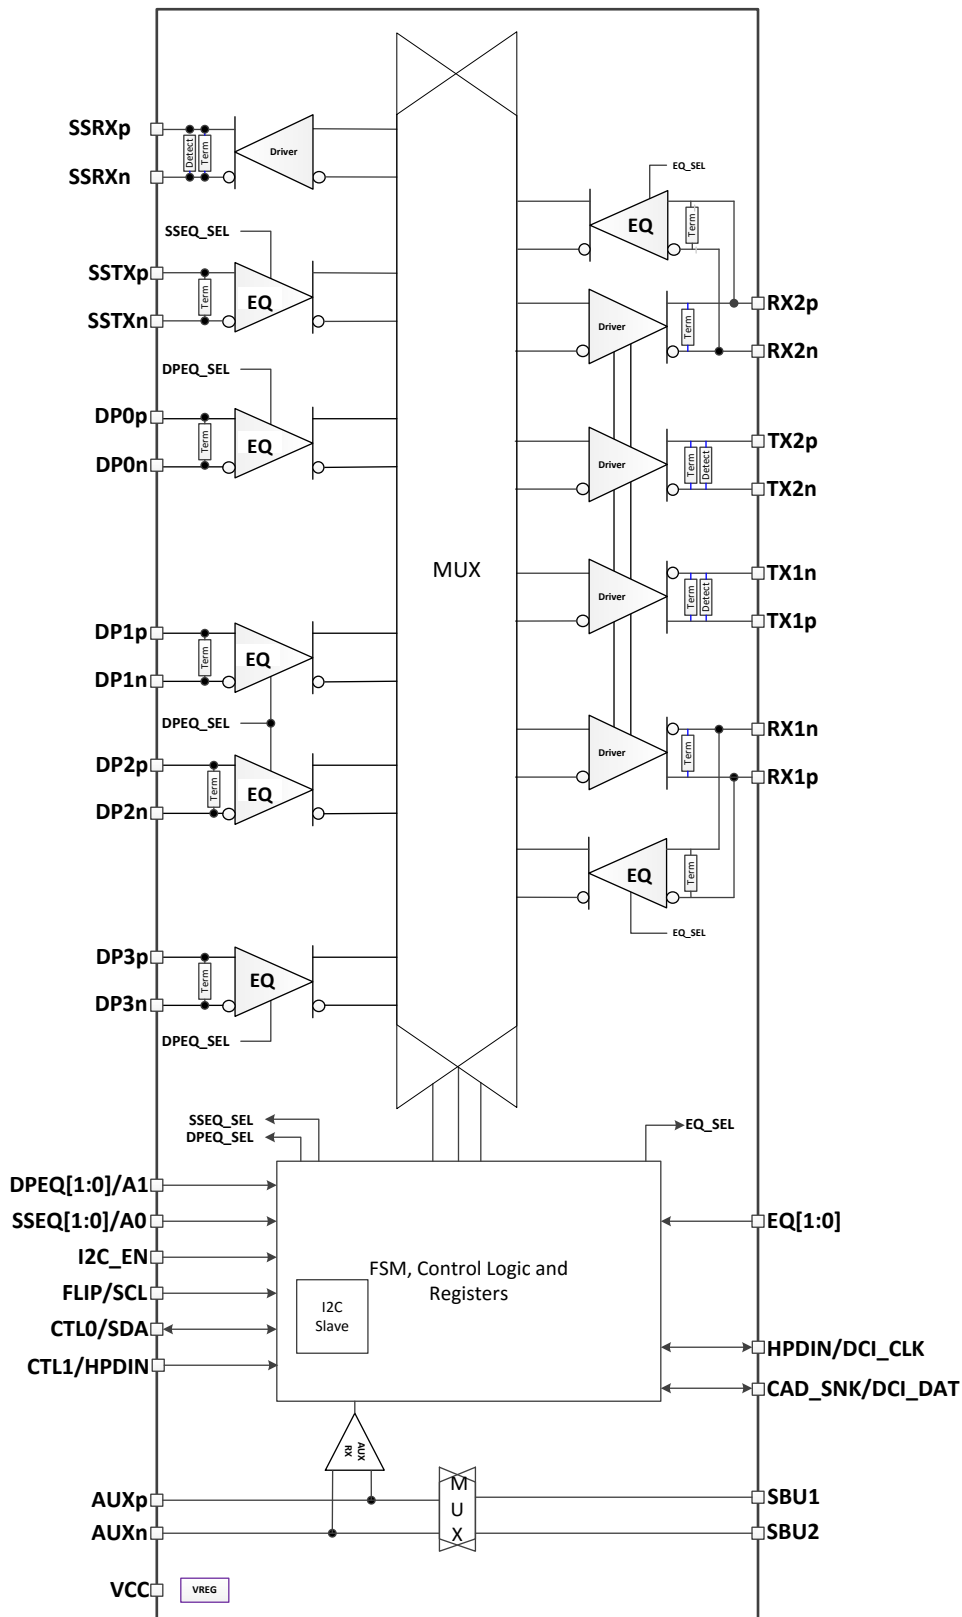 SSRXp
SSRXn
Detect
Term
Driver
SSEQ_SEL
SSTXp
SSTXn
Term
EQ
DPEQ_SEL
DP0p
DP0n
Term
EQ
DP1p
DP1n
Term
EQ
DPEQ_SEL
DP2p
DP2n
Term
EQ
DP3p
DP3n
Term
EQ
DPEQ_SEL
MUX
EQ_SEL
EQ
Term
Driver
Term
RX2p
RX2n
Driver
Term
Detect
TX2p
TX2n
Driver
Term
Detect
TX1n
TX1p
Driver
Term
RX1n
RX1p
EQ
Term
EQ_SEL
SSEQ_SEL
DPEQ_SEL
EQ_SEL
DPEQ[1:0]/A1
SSEQ[1:0]/A0
I2C_EN
FLIP/SCL
CTL0/SDA
CTL1/HPDIN
FSM, Control Logic and
Registers
I2C
Slave
EQ[1:0]
HPDIN/DCI_CLK
CAD_SNK/DCI_DAT
AUX
RX
AUXp
AUXn
MUX
SBU1
SBU2
VCC
VREG